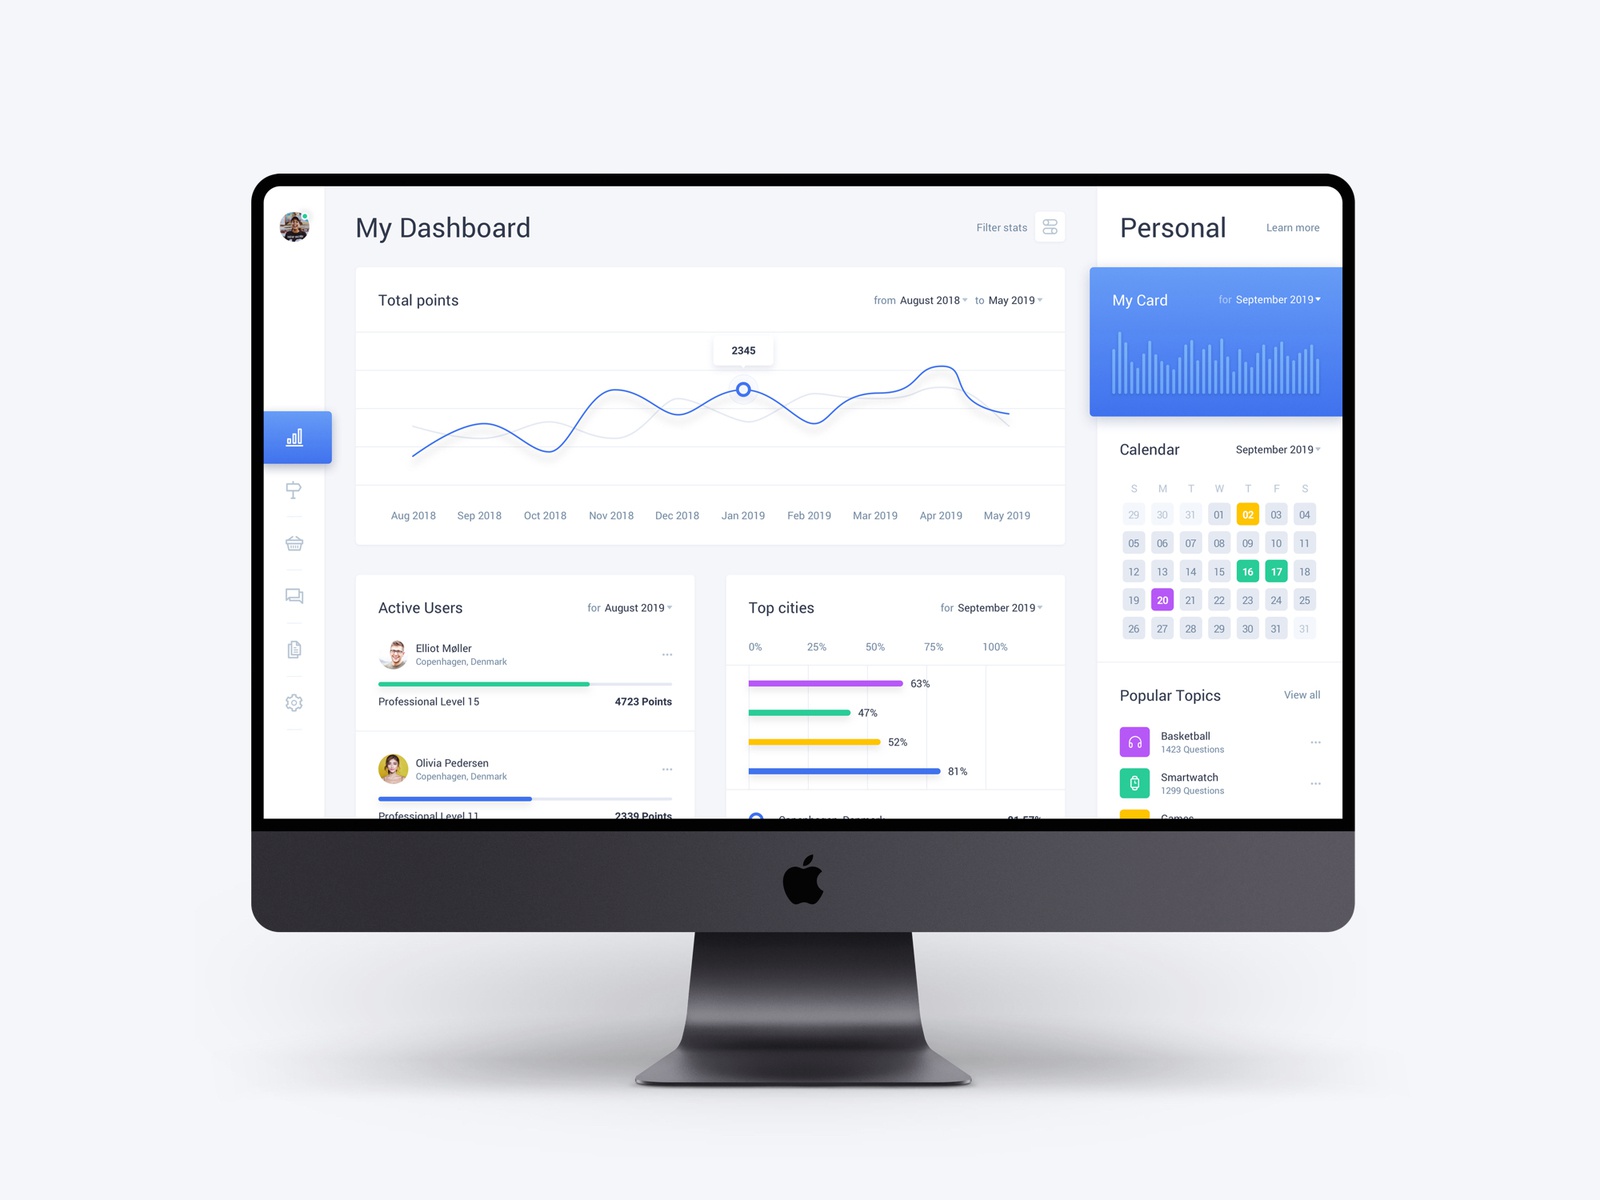 My Dashboard
Filter stats
Total points
from August 2018 to May 2019
2345
Aug 2018 Sep 2018 Oct 2018 Nov 2018 Dec 2018 Jan 2019 Feb 2019 Mar 2019 Apr 2019 May 2019
Active Users
for August 2019
Elliot Møller
Copenhagen, Denmark
Professional Level 15 4723 Points
Olivia Pedersen
Copenhagen, Denmark
Professional Level 11 2339 Points
Top cities
for September 2019
0% 25% 50% 75% 100%
63%
47%
52%
81%
Copenhagen, Denmark
Personal
Learn more
My Card
for September 2019
Calendar
September 2019
S M T W T F S
29 30 31 01 02 03 04
05 06 07 08 09 10 11
12 13 14 15 16 17 18
19 20 21 22 23 24 25
26 27 28 29 30 31 31
Popular Topics
View all
Basketball
1423 Questions
Smartwatch
1299 Questions
Games